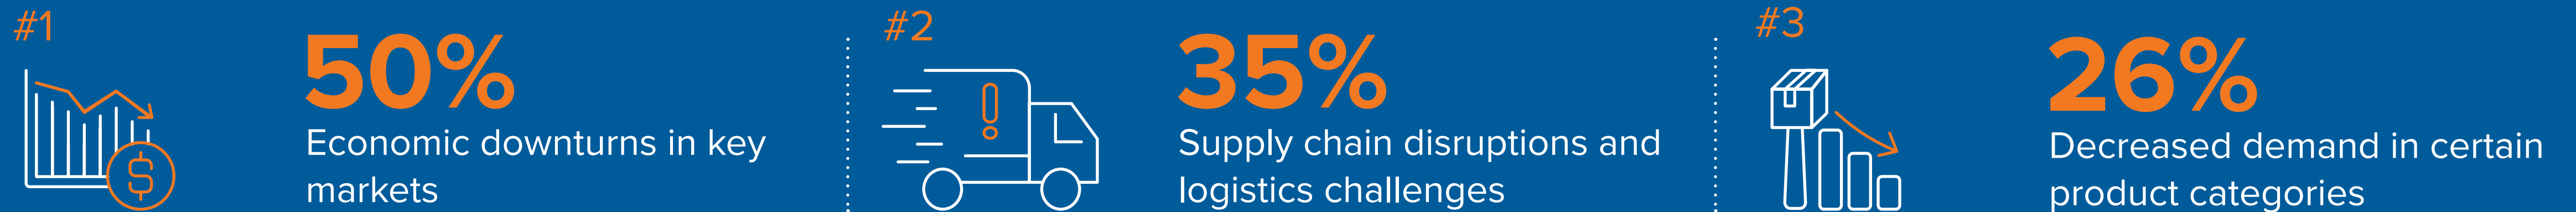 #1
50%
Economic downturns in key
markets
#2
35%
Supply chain disruptions and
logistics challenges
#3
26%
Decreased demand in certain
product categories